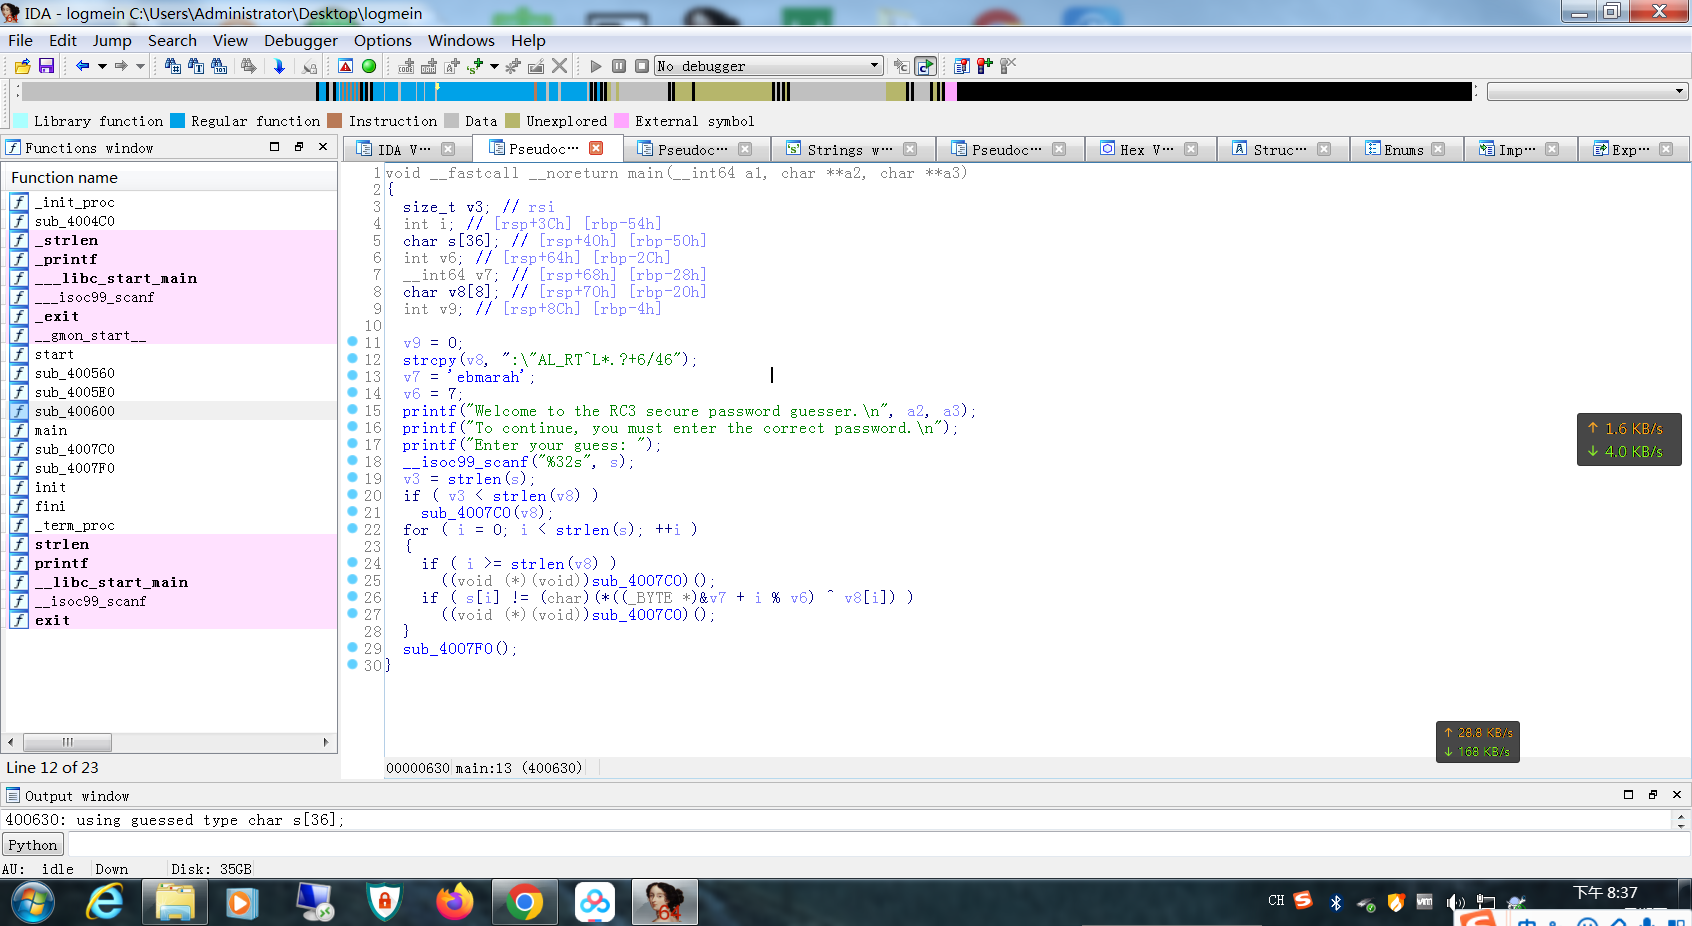 IDA - logmein C:\Users\Administrator\Desktop\logmein
File Edit Jump Search View Debugger Options Windows Help
No debugger
Library function Regular function Instruction Data Unexplored External symbol
Functions window
IDA V··· Pseudoc··· Pseudoc··· Strings w··· Pseudoc··· Hex V··· Struc··· Enums Imp··· Exp···
Function name
_init_proc
sub_4004C0
_strlen
_printf
___libc_start_main
___isoc99_scanf
_exit
__gmon_start__
start
sub_400560
sub_4005E0
sub_400600
main
sub_4007C0
sub_4007F0
init
fini
_term_proc
strlen
printf
__libc_start_main
__isoc99_scanf
exit
Line 12 of 23
1 void __fastcall __noreturn main(__int64 a1, char **a2, char **a3)
2 {
3 size_t v3; // rsi
4 int i; // [rsp+3Ch] [rbp-54h]
5 char s[36]; // [rsp+40h] [rbp-50h]
6 int v6; // [rsp+64h] [rbp-2Ch]
7 __int64 v7; // [rsp+68h] [rbp-28h]
8 char v8[8]; // [rsp+70h] [rbp-20h]
9 int v9; // [rsp+8Ch] [rbp-4h]
10
11 v9 = 0;
12 strcpy(v8, ":\"AL_RT^L*.?+6/46");
13 v7 = 'ebmarah';
14 v6 = 7;
15 printf("Welcome to the RC3 secure password guesser.\n", a2, a3);
16 printf("To continue, you must enter the correct password.\n");
17 printf("Enter your guess: ");
18 __isoc99_scanf("%32s", s);
19 v3 = strlen(s);
20 if ( v3 < strlen(v8) )
21 sub_4007C0(v8);
22 for ( i = 0; i < strlen(s); ++i )
23 {
24 if ( i >= strlen(v8) )
25 ((void (*)(void))sub_4007C0)();
26 if ( s[i] != (char)(*((_BYTE *)&v7 + i % v6) ^ v8[i]) )
27 ((void (*)(void))sub_4007C0)();
28 }
29 sub_4007F0();
30 }
00000630 main:13 (400630)
↑ 1.6 KB/s
↓ 4.0 KB/s
↑ 28.8 KB/s
↓ 168 KB/s
Output window
400630: using guessed type char s[36];
Python
AU: idle Down Disk: 35GB
64
CH
下午 8:37
中